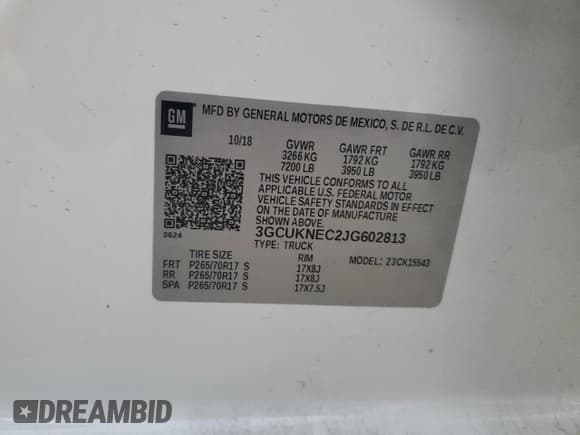 GM
MFD BY GENERAL MOTORS DE MEXICO, S. DE R.L. DE C.V.
10/18 GVWR GAWR FRT GAWR RR
3266 KG 1792 KG 1792 KG
7200 LB 3950 LB 3950 LB
THIS VEHICLE CONFORMS TO ALL
APPLICABLE U.S. FEDERAL MOTOR
VEHICLE SAFETY STANDARDS IN EFFECT
ON THE DATE OF MANUFACTURE
SHOWN ABOVE.
3GCUKNEC2JG602813
S624
TYPE: TRUCK
TIRE SIZE RIM MODEL: 23CK15543
FRT P265/70R17 S 17X8J
RR P265/70R17 S 17X8J
SPA P265/70R17 S 17X7.5J
DREAMBID